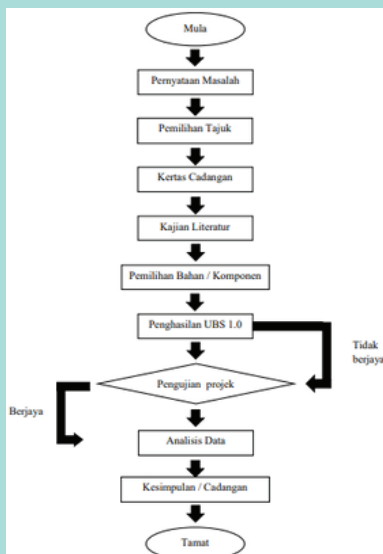 Mula
Pernyataan Masalah
Pemilihan Tajuk
Kertas Cadangan
Kajian Literatur
Pemilihan Bahan / Komponen
Penghasilan UBS 1.0
Tidak
berjaya
Pengujian projek
Berjaya
Analisis Data
Kesimpulan / Cadangan
Tamat